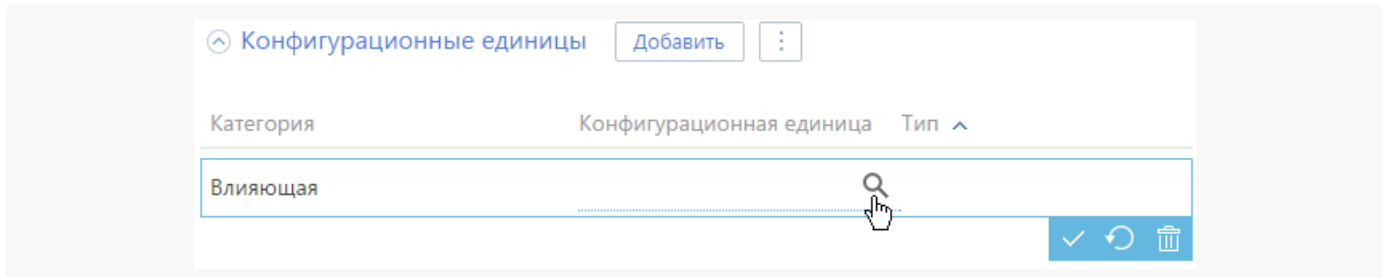 Конфигурационные единицы Добавить
Категория Конфигурационная единица Тип
Влияющая